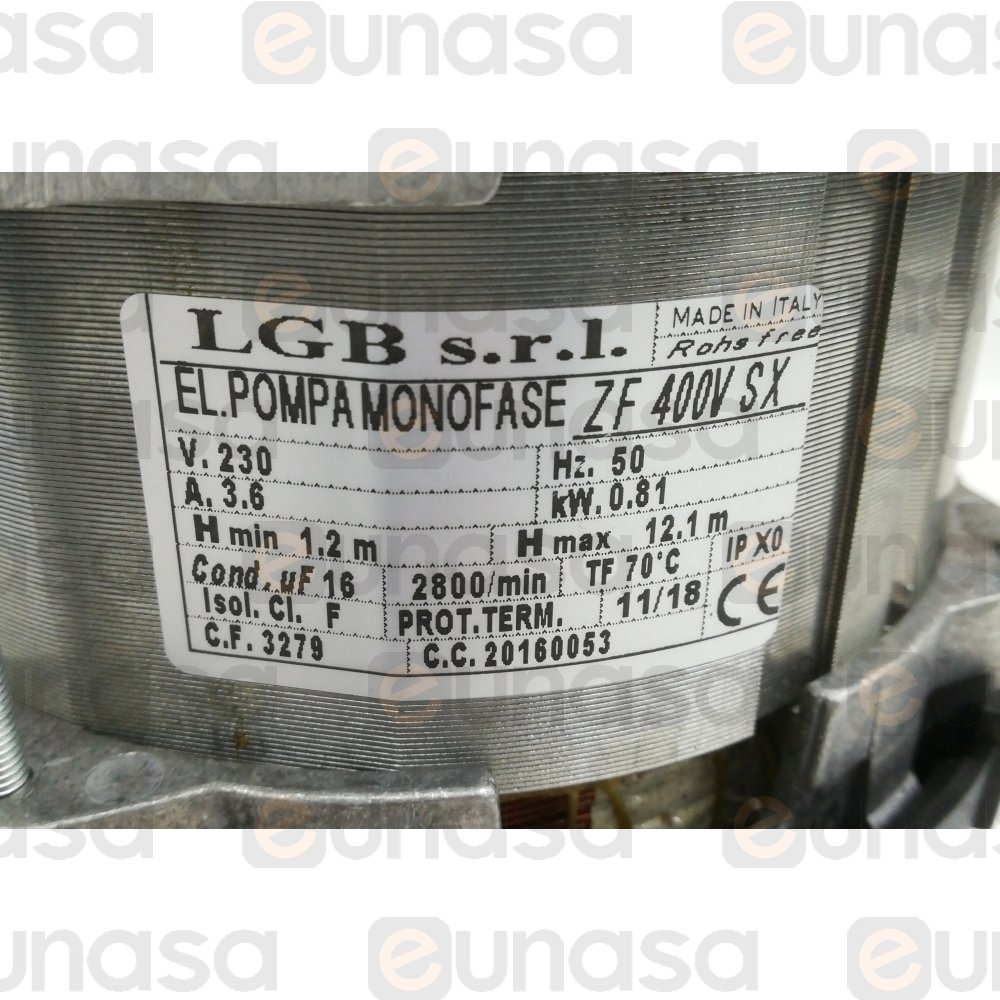 LGB s.r.l.
MADE IN ITALY
Rohs free
EL.POMPA MONOFASE ZF 400V SX
V. 230 Hz. 50
A. 3.6 kW. 0.81
H min 1.2 m H max 12.1 m
Cond.uF 16 2800/min TF 70°C IP X0
Isol. Cl. F PROT.TERM. 11/18 CE
C.F. 3279 C.C. 20160053
eunasa